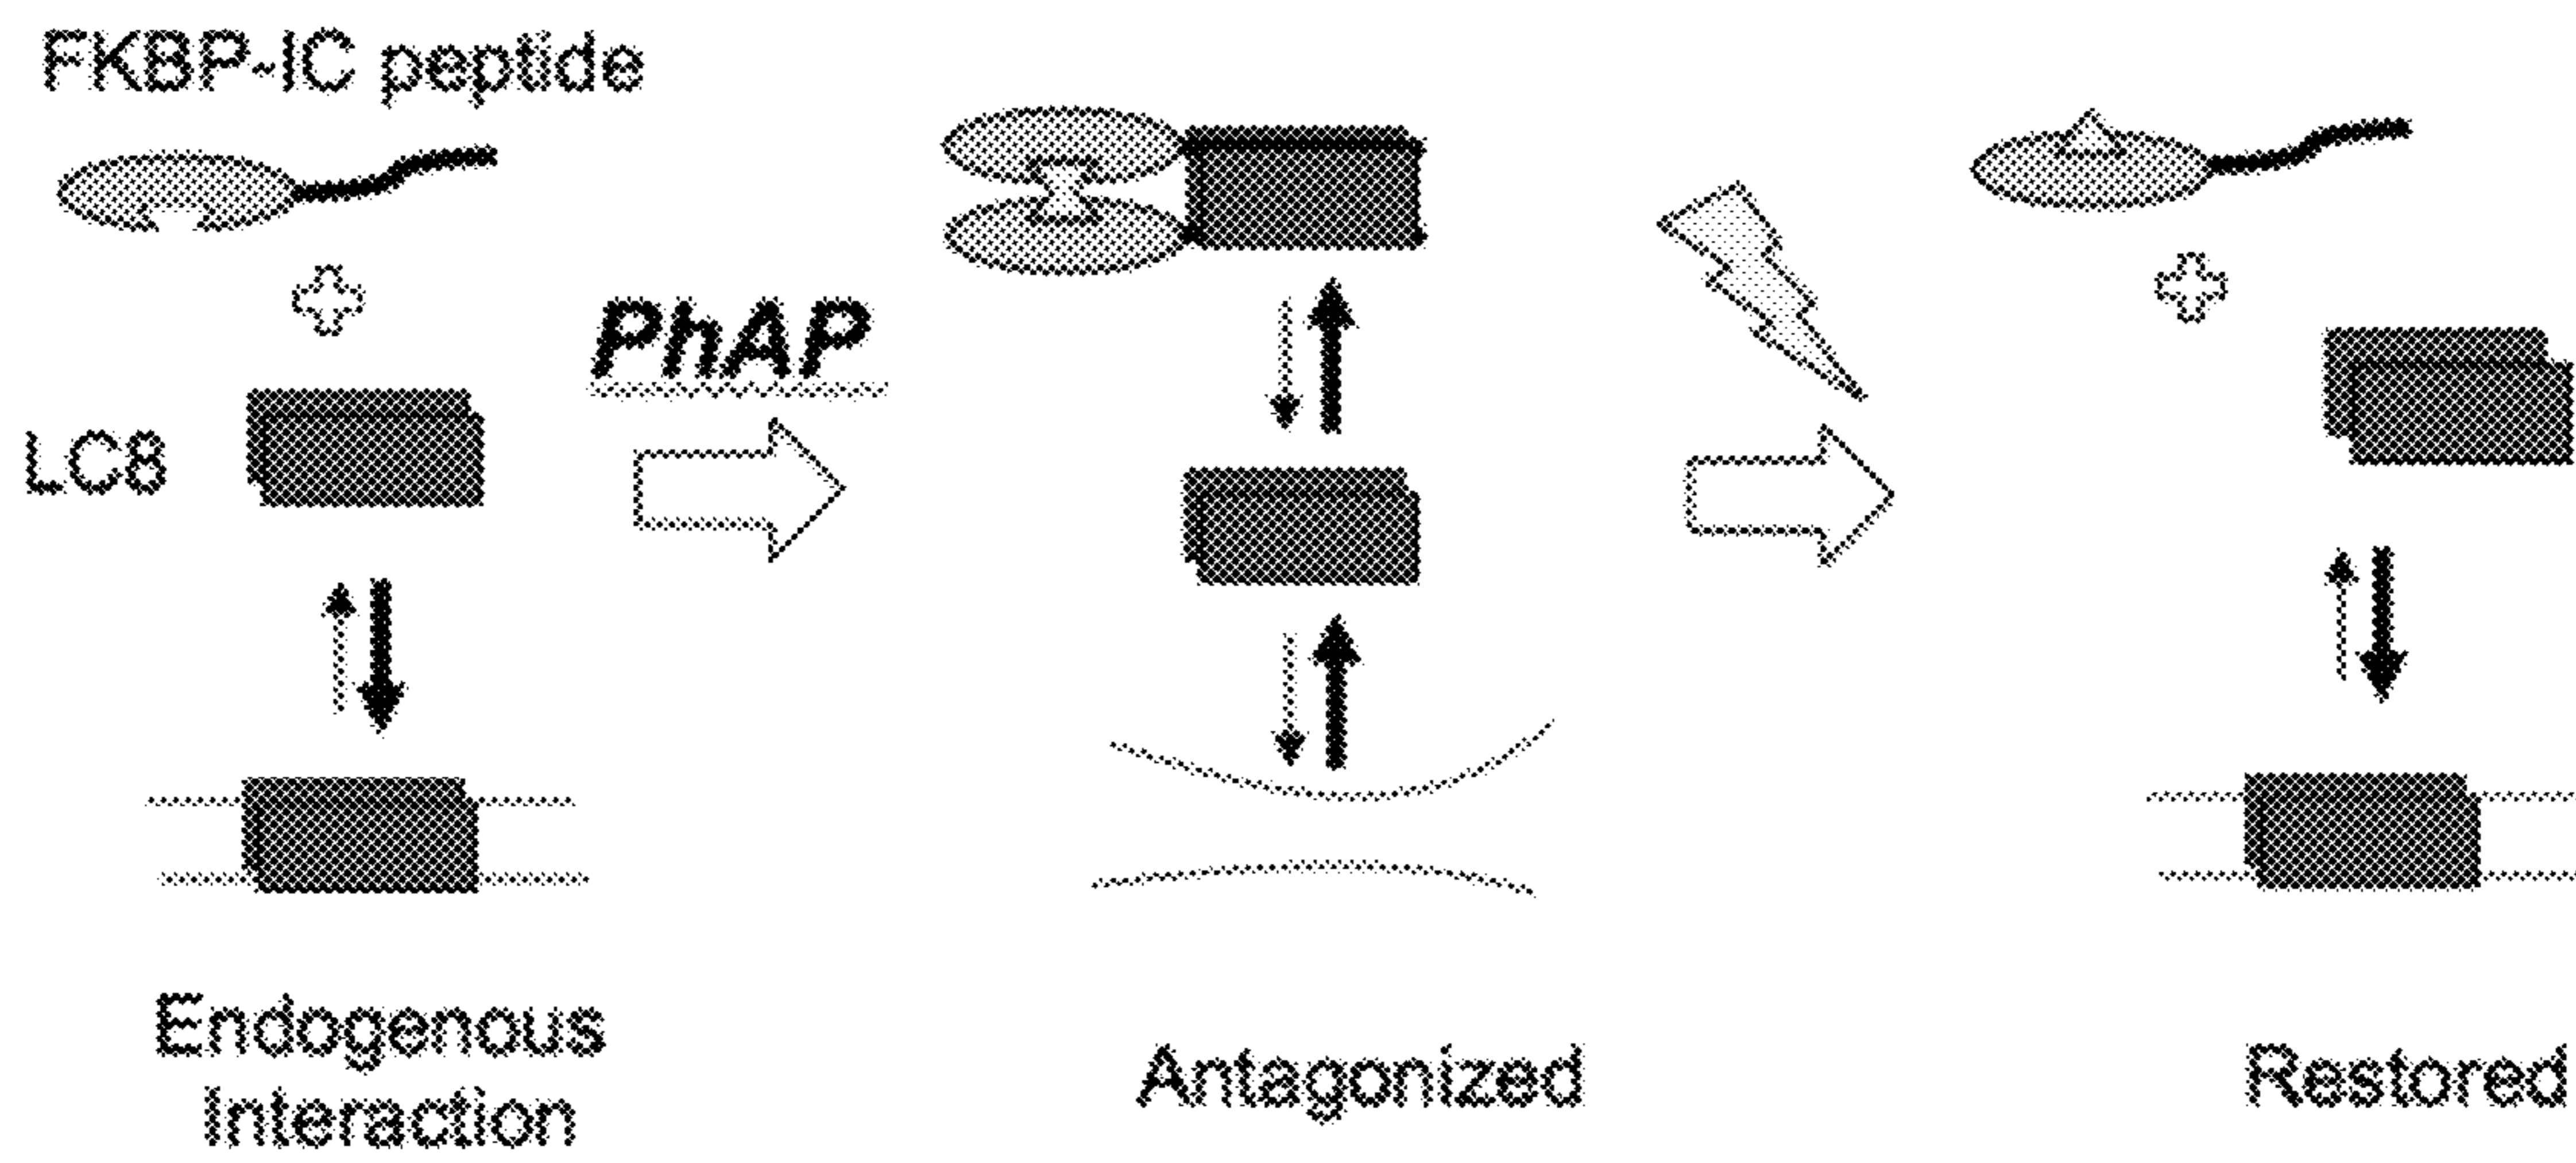 FKBP-IC peptide
PhAP
LC8
Endogenous
Interaction
Antagonized
Restored